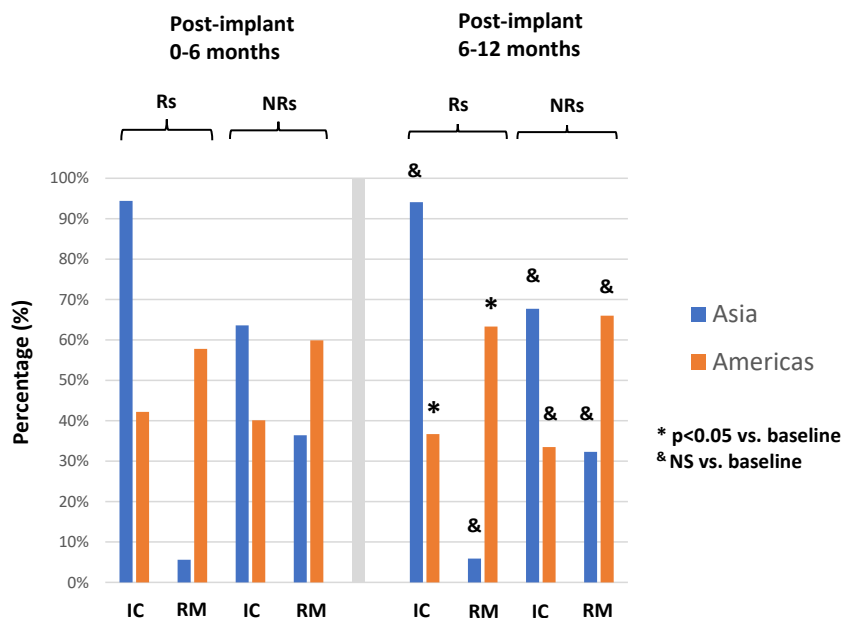 Post-implant
0-6 months
Post-implant
6-12 months
Rs
NRs
Rs
NRs
Percentage (%)
100%
90%
80%
70%
60%
50%
40%
30%
20%
10%
0%
&
*
&
*
&
&
&
&
IC
RM
IC
RM
IC
RM
IC
RM
Asia
Americas
* p<0.05 vs. baseline
& NS vs. baseline